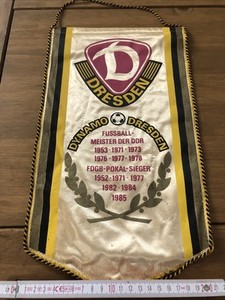 D
DRESDEN
DYNAMO DRESDEN
FUSSBALL-
MEISTER DER DDR
1953·1971·1973
1976·1977·1978
FDGB-POKAL-SIEGER
1952·1971·1977
1982·1984
1985